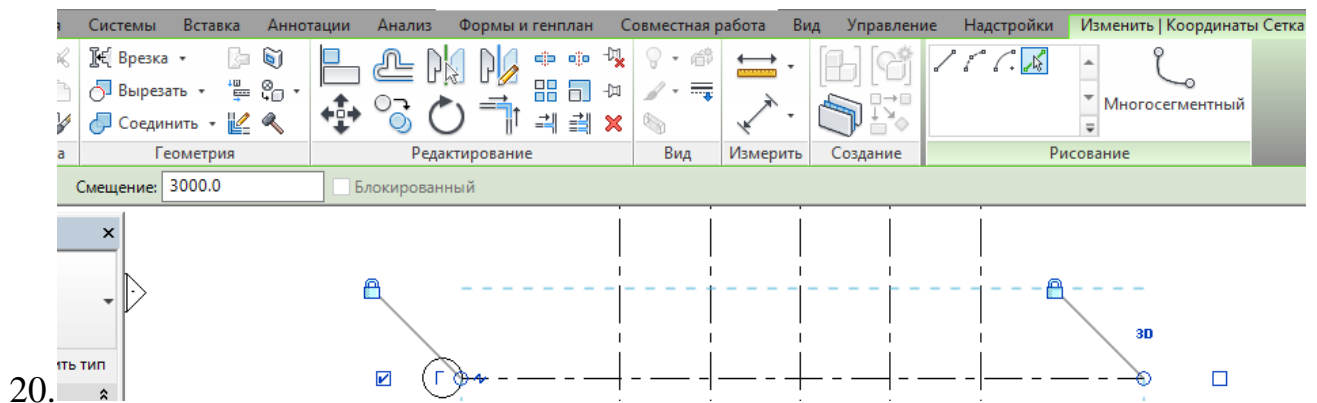 Системы Вставка Аннотации Анализ Формы и генплан Совместная работа Вид Управление Надстройки Изменить | Координаты Сетка
Врезка
Вырезать
Соединить
Многосегментный
а Геометрия Редактирование Вид Измерить Создание Рисование
Смещение: 3000.0 Блокированный
3D
ить тип
Г
20.